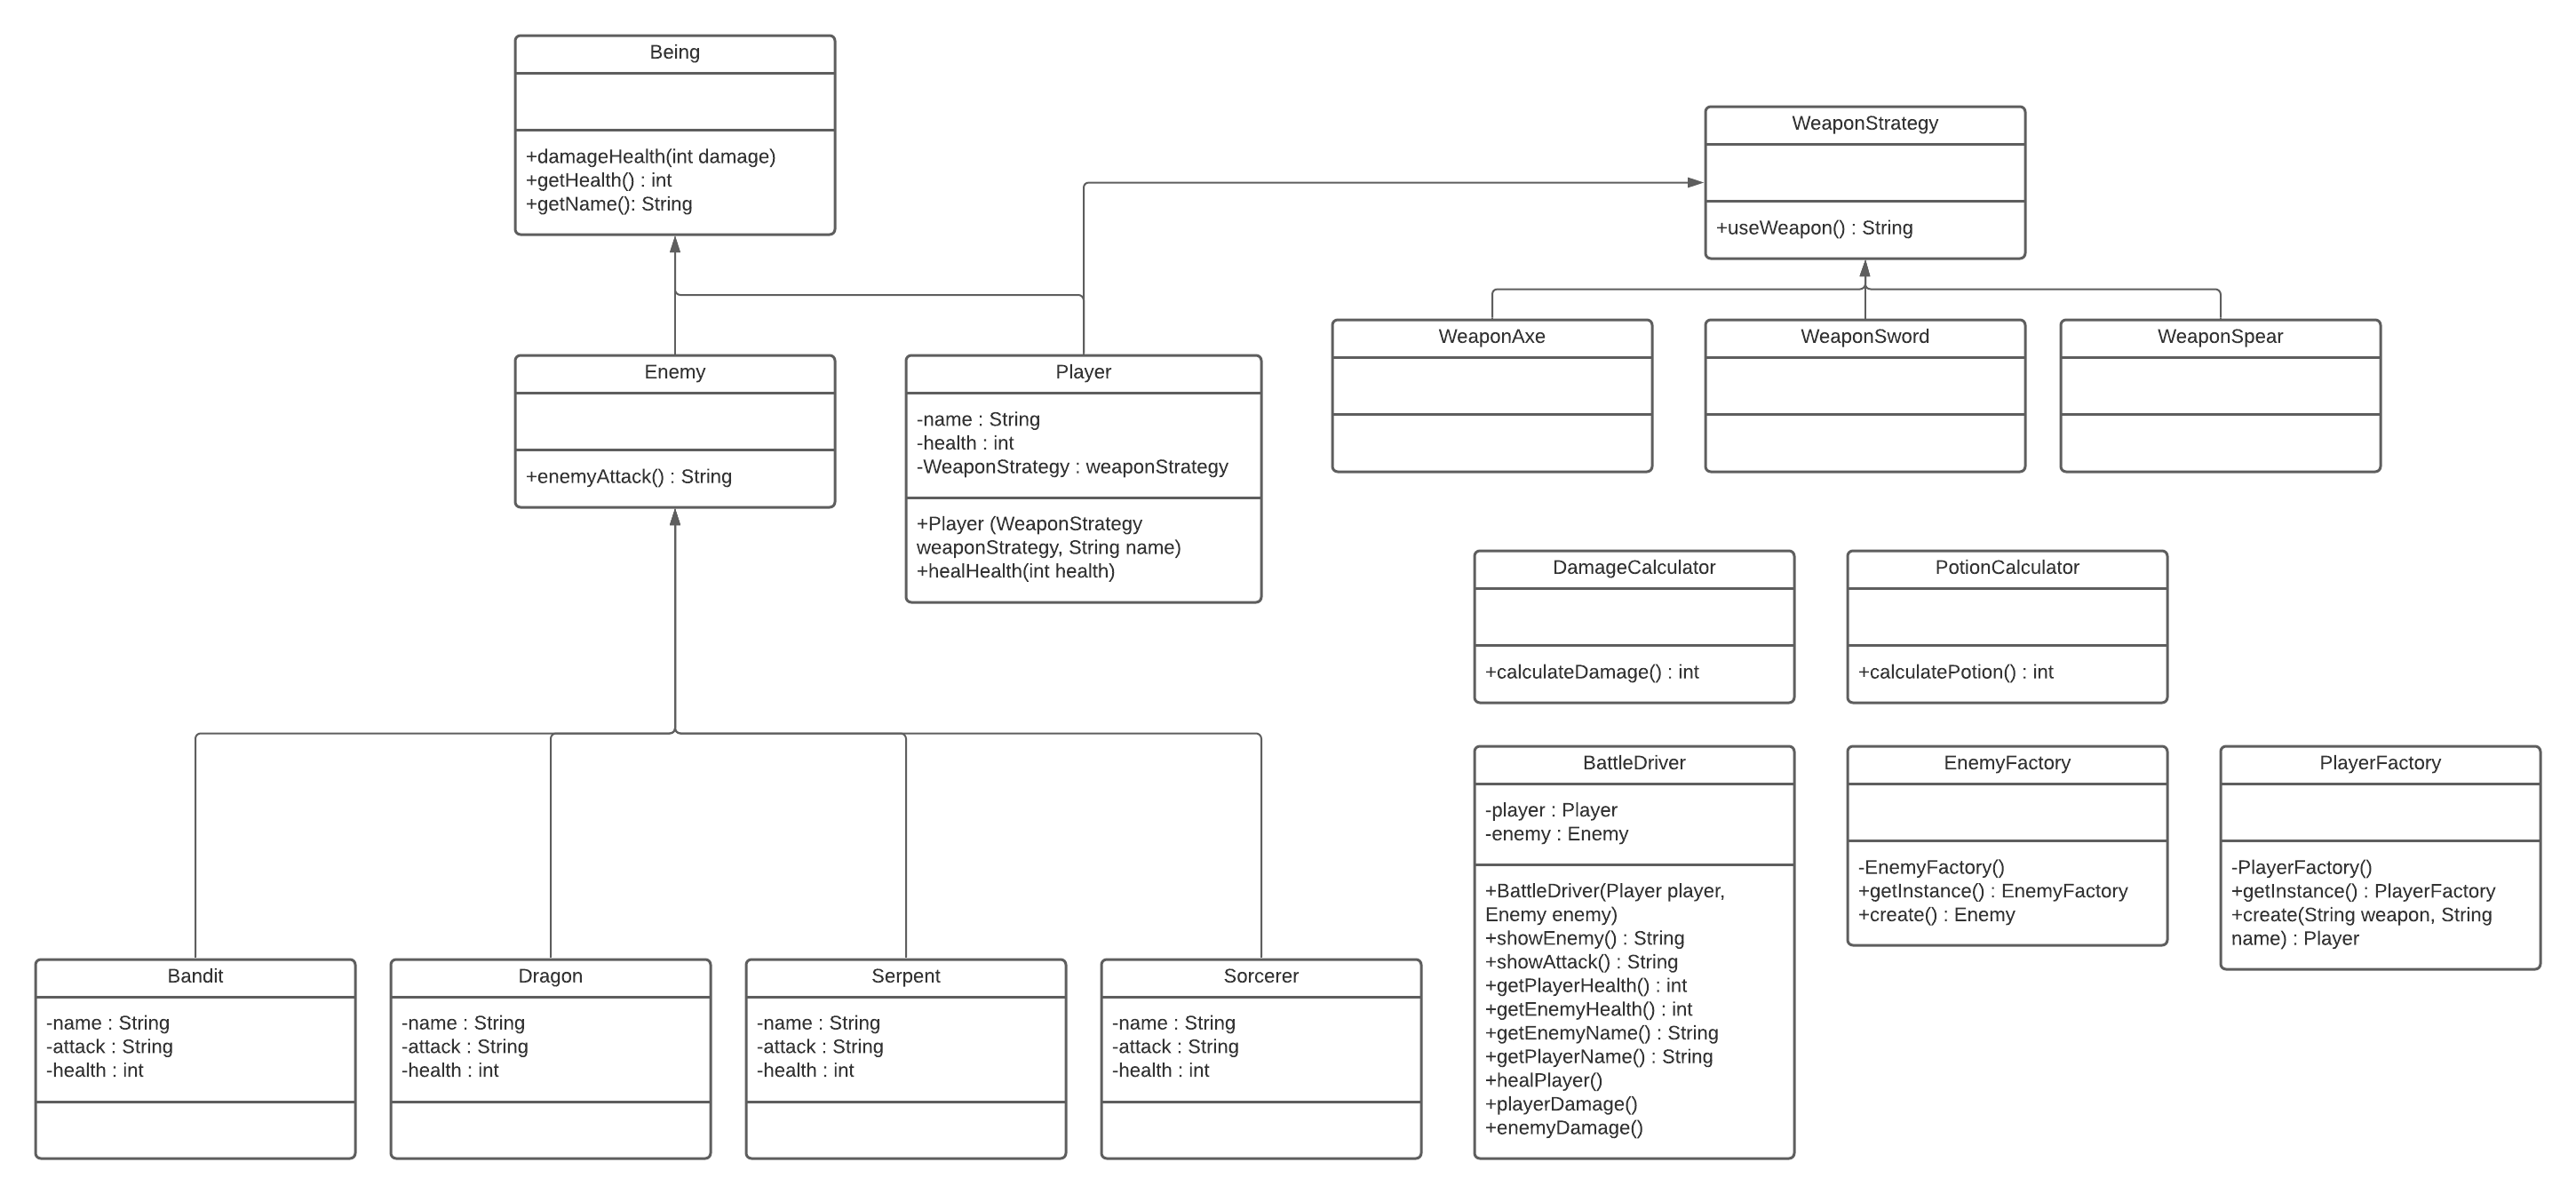 Being
+damageHealth(int damage)
+getHealth() : int
+getName(): String
WeaponStrategy
+useWeapon() : String
Enemy
+enemyAttack() : String
Player
-name : String
-health : int
-WeaponStrategy : weaponStrategy
+Player (WeaponStrategy
weaponStrategy, String name)
+healHealth(int health)
WeaponAxe
WeaponSword
WeaponSpear
DamageCalculator
+calculateDamage() : int
PotionCalculator
+calculatePotion() : int
BattleDriver
-player : Player
-enemy : Enemy
+BattleDriver(Player player,
Enemy enemy)
+showEnemy() : String
+showAttack() : String
+getPlayerHealth() : int
+getEnemyHealth() : int
+getEnemyName() : String
+getPlayerName() : String
+healPlayer()
+playerDamage()
+enemyDamage()
EnemyFactory
-EnemyFactory()
+getInstance() : EnemyFactory
+create() : Enemy
PlayerFactory
-PlayerFactory()
+getInstance() : PlayerFactory
+create(String weapon, String
name) : Player
Bandit
-name : String
-attack : String
-health : int
Dragon
-name : String
-attack : String
-health : int
Serpent
-name : String
-attack : String
-health : int
Sorcerer
-name : String
-attack : String
-health : int